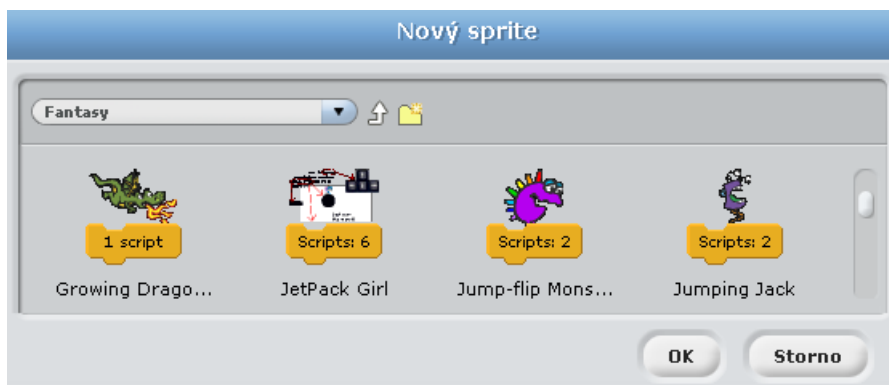 Nový sprite
Fantasy
1 script Scripts: 6 Scripts: 2 Scripts: 2
Growing Drago... JetPack Girl Jump-flip Mons... Jumping Jack
OK Storno